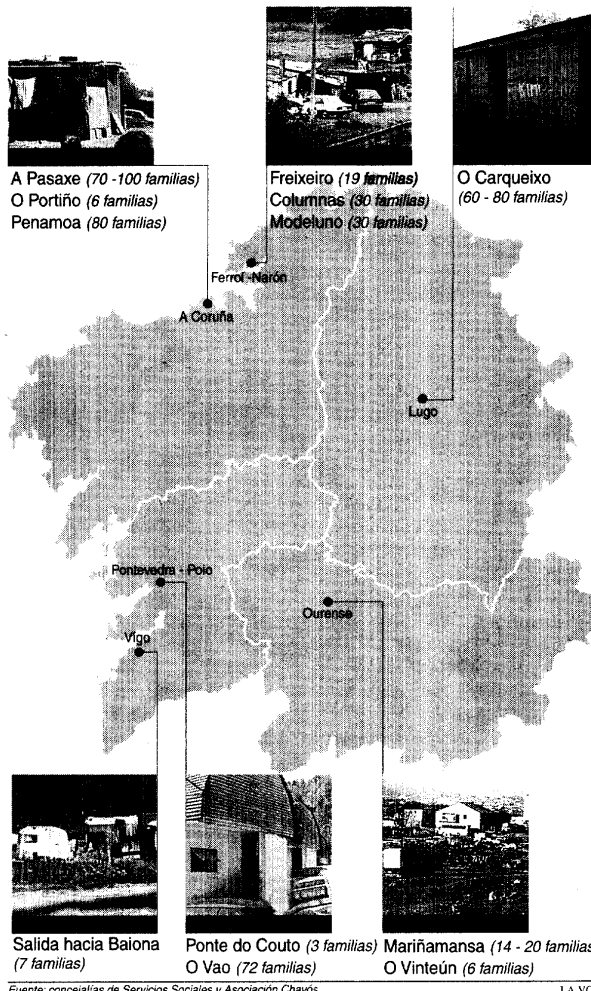 A Pasaxe (70 -100 familias)
O Portiño (6 familias)
Penamoa (80 familias)
Freixeiro (19 familias)
Columnas (30 familias)
Modeluno (30 familias)
O Carqueixo
(60 - 80 familias)
Ferrol -Narón
A Coruña
Lugo
Pontevedra - Poio
Ourense
Vigo
Salida hacia Baiona
(7 familias)
Ponte do Couto (3 familias)
O Vao (72 familias)
Mariñamansa (14 - 20 familias
O Vinteún (6 familias)
Fuente: concejalías de Servicios Sociales y Asociación Chavós
LA VO